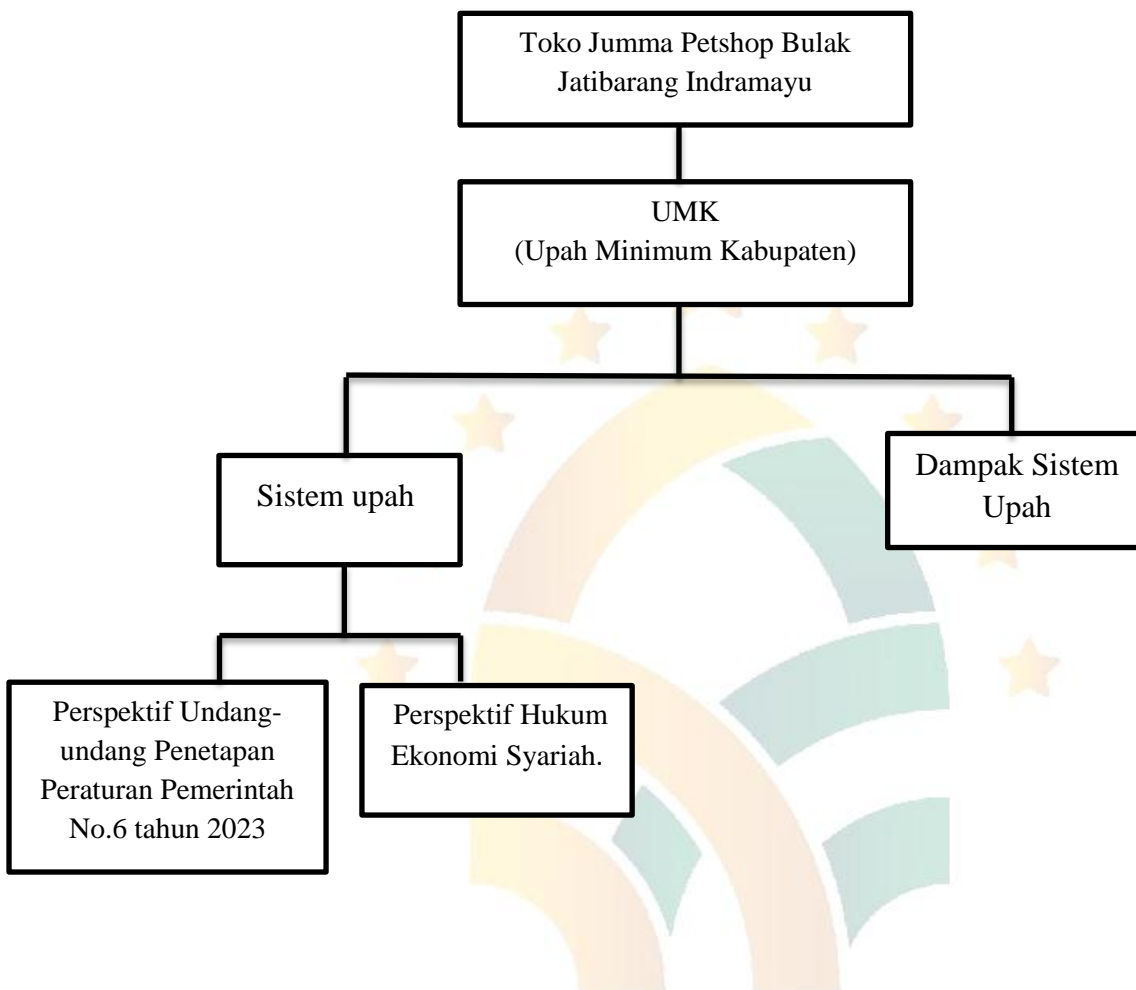 Toko Jumma Petshop Bulak
Jatibarang Indramayu
UMK
(Upah Minimum Kabupaten)
Sistem upah
Dampak Sistem
Upah
Perspektif Undang-
undang Penetapan
Peraturan Pemerintah
No.6 tahun 2023
Perspektif Hukum
Ekonomi Syariah.